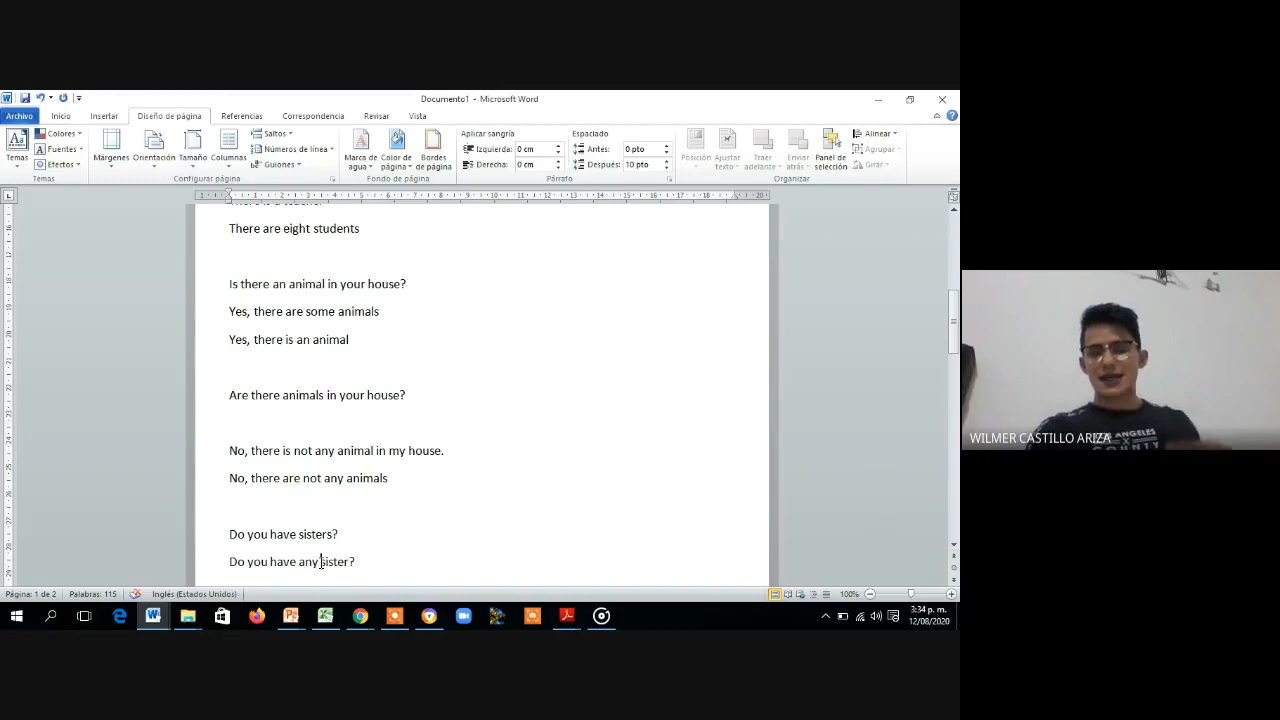 Documento1 - Microsoft Word
Archivo Inicio Insertar Diseño de página Referencias Correspondencia Revisar Vista
Temas Colores Fuentes Efectos Márgenes Orientación Tamaño Columnas Saltos Números de línea Guiones Marca de agua Color de página Bordes de página Aplicar sangría Izquierda: 0 cm Derecha: 0 cm Espaciado Antes: 0 pto Después: 10 pto Posición Ajustar texto Traer adelante Enviar atrás Panel de selección Alinear Agrupar Girar
Temas Configurar página Fondo de página Párrafo Organizar
There are eight students
Is there an animal in your house?
Yes, there are some animals
Yes, there is an animal
Are there animals in your house?
No, there is not any animal in my house.
No, there are not any animals
Do you have sisters?
Do you have any sister?
Página: 1 de 2 Palabras: 115 Inglés (Estados Unidos) 100%
3:34 p. m.
12/08/2020
WILMER CASTILLO ARIZA
ANGELES
COUNTY